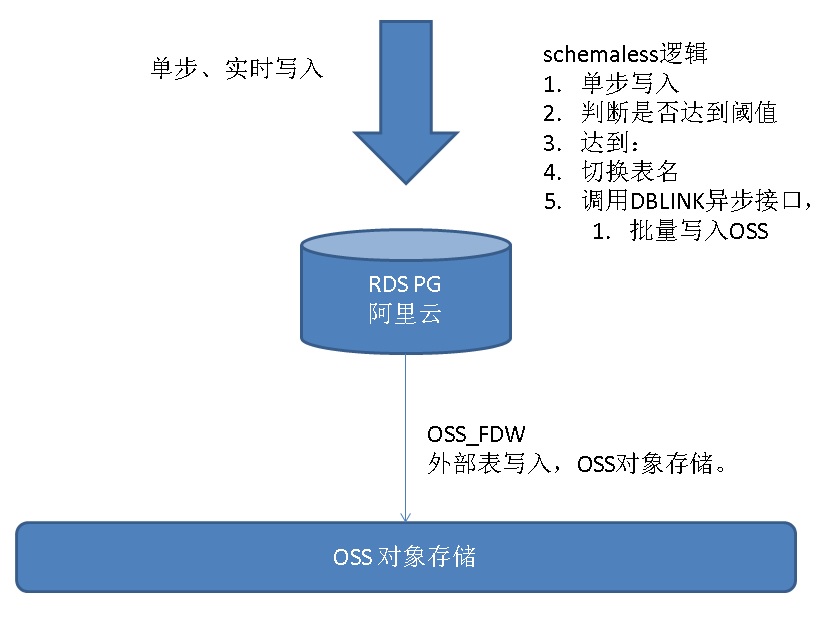 单步、实时写入
schemaless逻辑
1. 单步写入
2. 判断是否达到阈值
3. 达到：
4. 切换表名
5. 调用DBLINK异步接口，
1. 批量写入OSS
RDS PG
阿里云
OSS_FDW
外部表写入，OSS对象存储。
OSS 对象存储